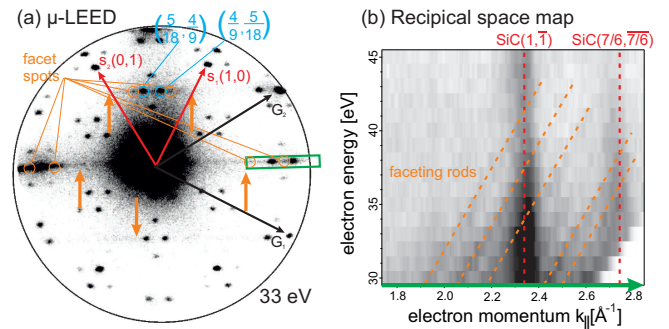 (a) μ-LEED
(5/18, 4/9) (4/9, 5/18)
facet
spots
s₂(0,1)
s₁(1,0)
G₂
G₁
33 eV
(b) Recipical space map
SiC(1,1̅) SiC(7/6,7̅/6̅)
45
40
35
30
electron energy [eV]
faceting rods
1.8 2.0 2.2 2.4 2.6 2.8
electron momentum k||[Å⁻¹]